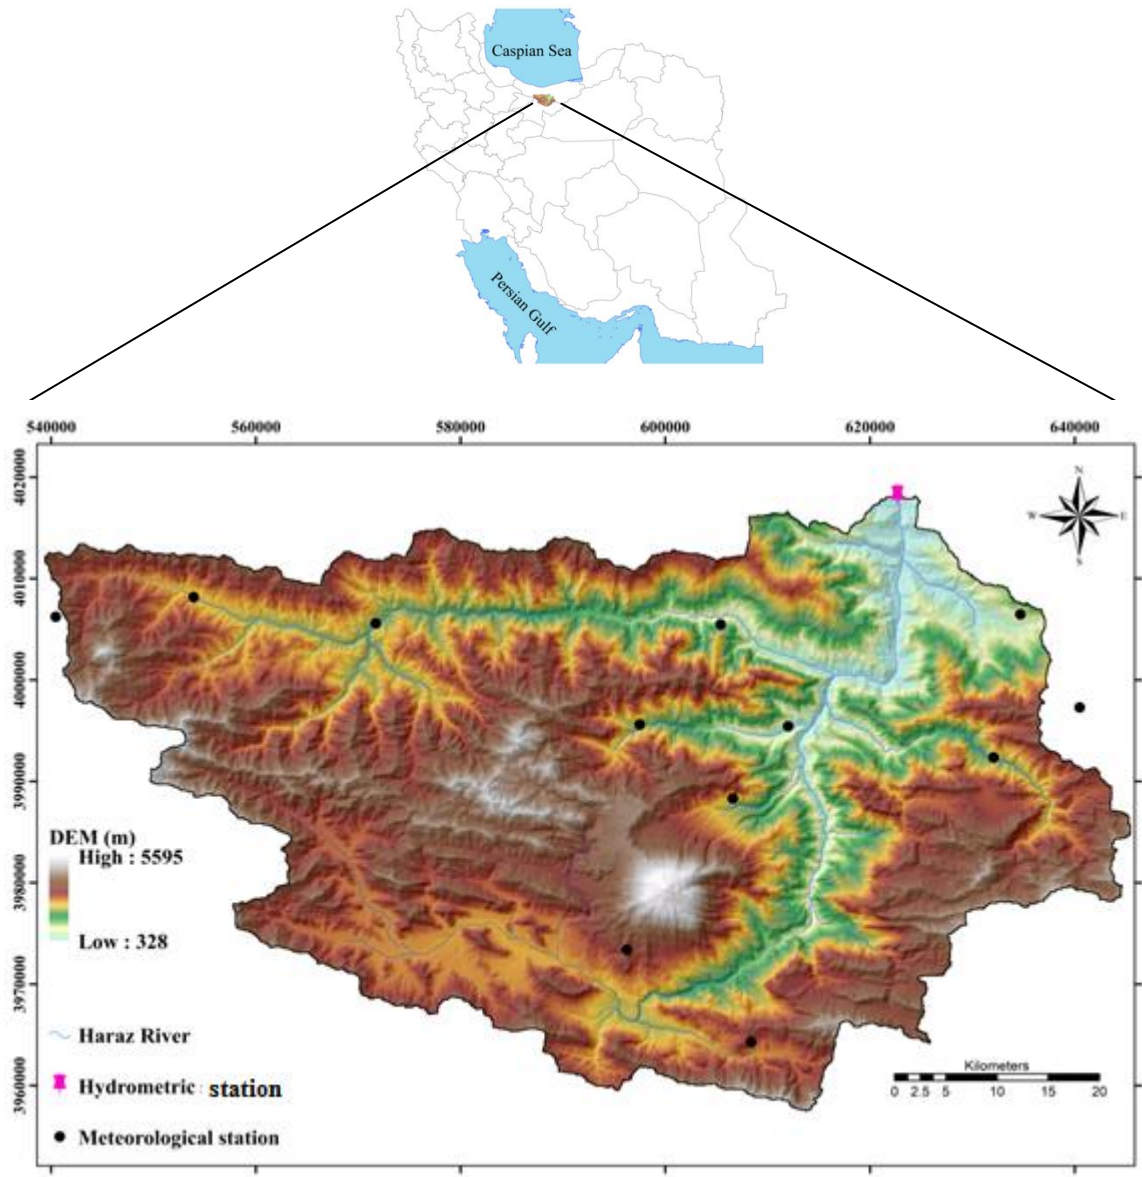 Caspian Sea
Persian Gulf
540000 560000 580000 600000 620000 640000
4020000
4010000
4000000
3990000
3980000
3970000
3960000
N
W E
S
DEM (m)
High : 5595
Low : 328
Haraz River
Hydrometric station
Meteorological station
Kilometers
0 2.5 5 10 15 20